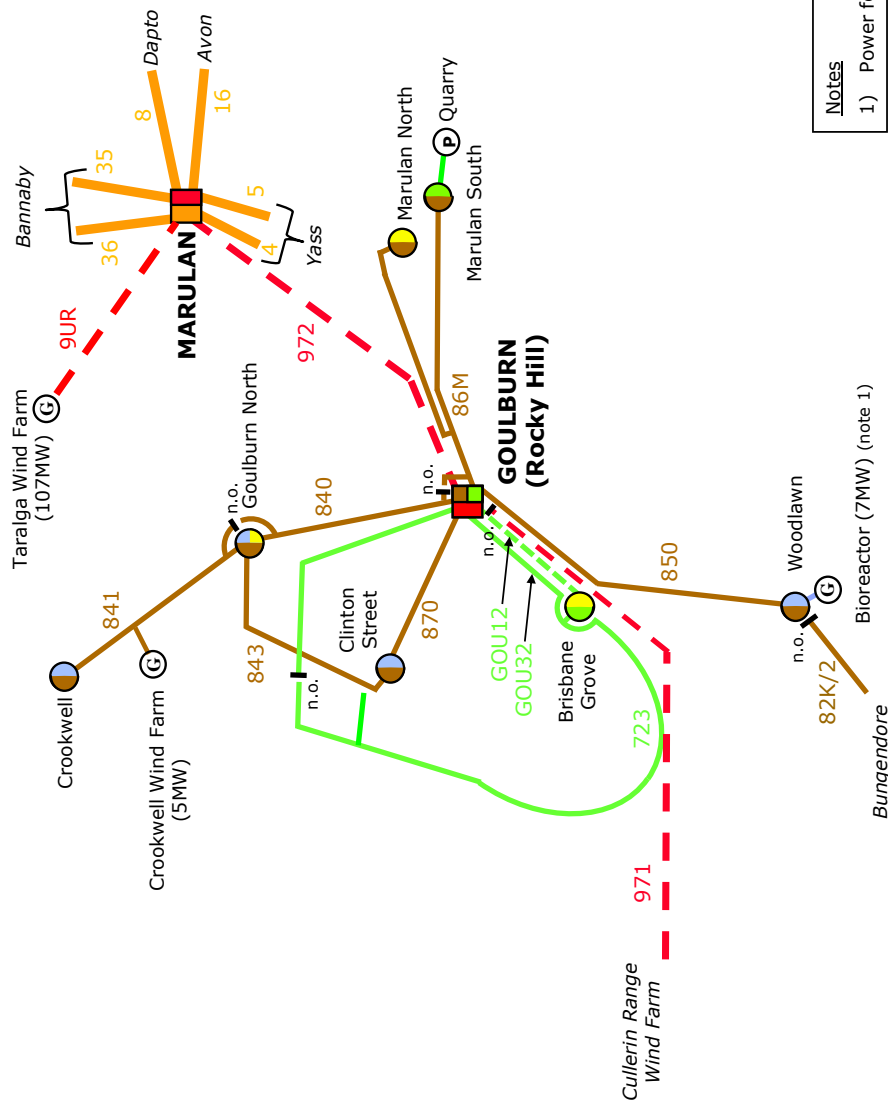 Bannaby
36
35
8
Dapto
16
Avon
5
4
Yass
MARULAN
9UR
Taralga Wind Farm
(107MW)
G
972
Marulan North
P
Quarry
Marulan South
86M
GOULBURN
(Rocky Hill)
n.o.
n.o.
Goulburn North
n.o.
840
841
Crookwell
G
Crookwell Wind Farm
(5MW)
843
Clinton
Street
870
n.o.
GOU12
GOU32
Brisbane
Grove
723
971
Cullerin Range
Wind Farm
850
Woodlawn
G
Bioreactor (7MW) (note 1)
n.o.
82K/2
Bungendore
Notes
1) Power fo